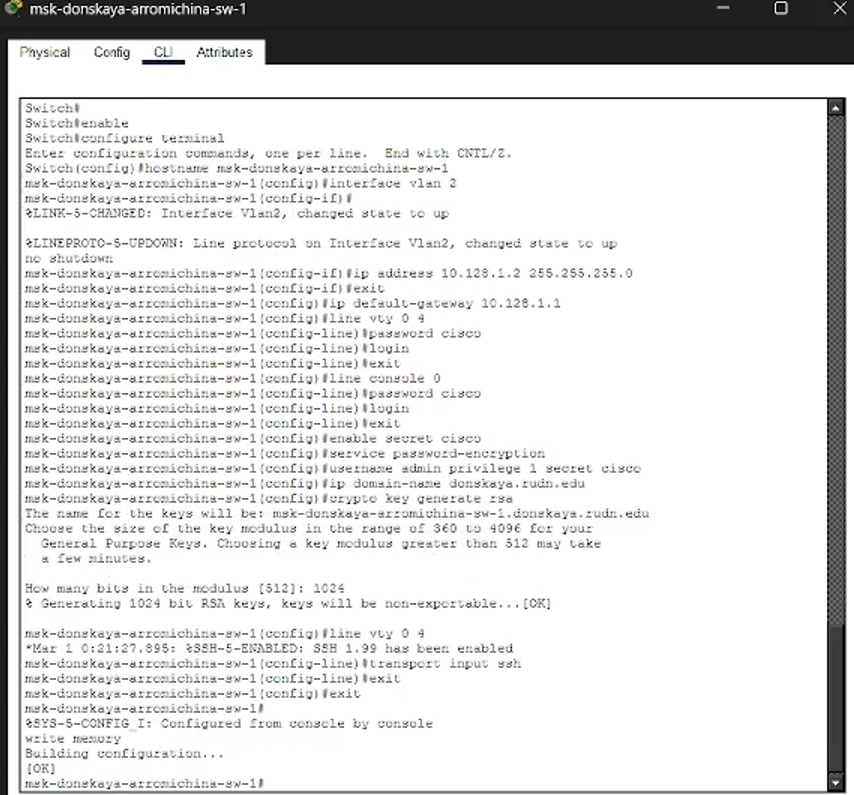 msk-donskaya-arromichina-sw-1
Physical Config CLI Attributes
Switch#
Switch#enable
Switch#configure terminal
Enter configuration commands, one per line.  End with CNTL/Z.
Switch(config)#hostname msk-donskaya-arromichina-sw-1
msk-donskaya-arromichina-sw-1(config)#interface vlan 2
msk-donskaya-arromichina-sw-1(config-if)#
%LINK-5-CHANGED: Interface Vlan2, changed state to up
%LINEPROTO-5-UPDOWN: Line protocol on Interface Vlan2, changed state to up
no shutdown
msk-donskaya-arromichina-sw-1(config-if)#ip address 10.128.1.2 255.255.255.0
msk-donskaya-arromichina-sw-1(config-if)#exit
msk-donskaya-arromichina-sw-1(config)#ip default-gateway 10.128.1.1
msk-donskaya-arromichina-sw-1(config)#line vty 0 4
msk-donskaya-arromichina-sw-1(config-line)#password cisco
msk-donskaya-arromichina-sw-1(config-line)#login
msk-donskaya-arromichina-sw-1(config-line)#exit
msk-donskaya-arromichina-sw-1(config)#line console 0
msk-donskaya-arromichina-sw-1(config-line)#password cisco
msk-donskaya-arromichina-sw-1(config-line)#login
msk-donskaya-arromichina-sw-1(config-line)#exit
msk-donskaya-arromichina-sw-1(config)#enable secret cisco
msk-donskaya-arromichina-sw-1(config)#service password-encryption
msk-donskaya-arromichina-sw-1(config)#username admin privilege 1 secret cisco
msk-donskaya-arromichina-sw-1(config)#ip domain-name donskaya.rudn.edu
msk-donskaya-arromichina-sw-1(config)#crypto key generate rsa
The name for the keys will be: msk-donskaya-arromichina-sw-1.donskaya.rudn.edu
Choose the size of the key modulus in the range of 360 to 4096 for your
General Purpose Keys. Choosing a key modulus greater than 512 may take
a few minutes.
How many bits in the modulus [512]: 1024
% Generating 1024 bit RSA keys, keys will be non-exportable...[OK]
msk-donskaya-arromichina-sw-1(config)#line vty 0 4
*Mar 1 0:21:27.895: %SSH-5-ENABLED: SSH 1.99 has been enabled
msk-donskaya-arromichina-sw-1(config-line)#transport input ssh
msk-donskaya-arromichina-sw-1(config-line)#exit
msk-donskaya-arromichina-sw-1(config)#exit
msk-donskaya-arromichina-sw-1#
%SYS-5-CONFIG_I: Configured from console by console
write memory
Building configuration...
[OK]
msk-donskaya-arromichina-sw-1#